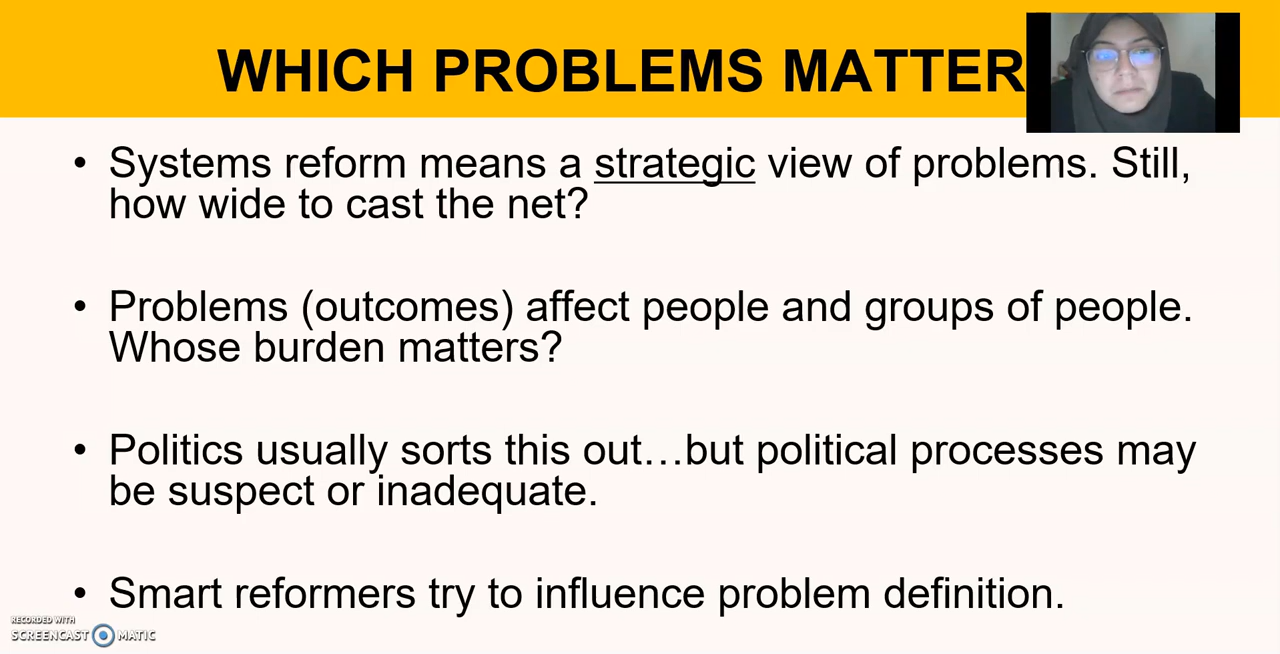 WHICH PROBLEMS MATTER
• Systems reform means a strategic view of problems. Still,
how wide to cast the net?
• Problems (outcomes) affect people and groups of people.
Whose burden matters?
• Politics usually sorts this out…but political processes may
be suspect or inadequate.
• Smart reformers try to influence problem definition.
RECORDED WITH
SCREENCAST MATIC